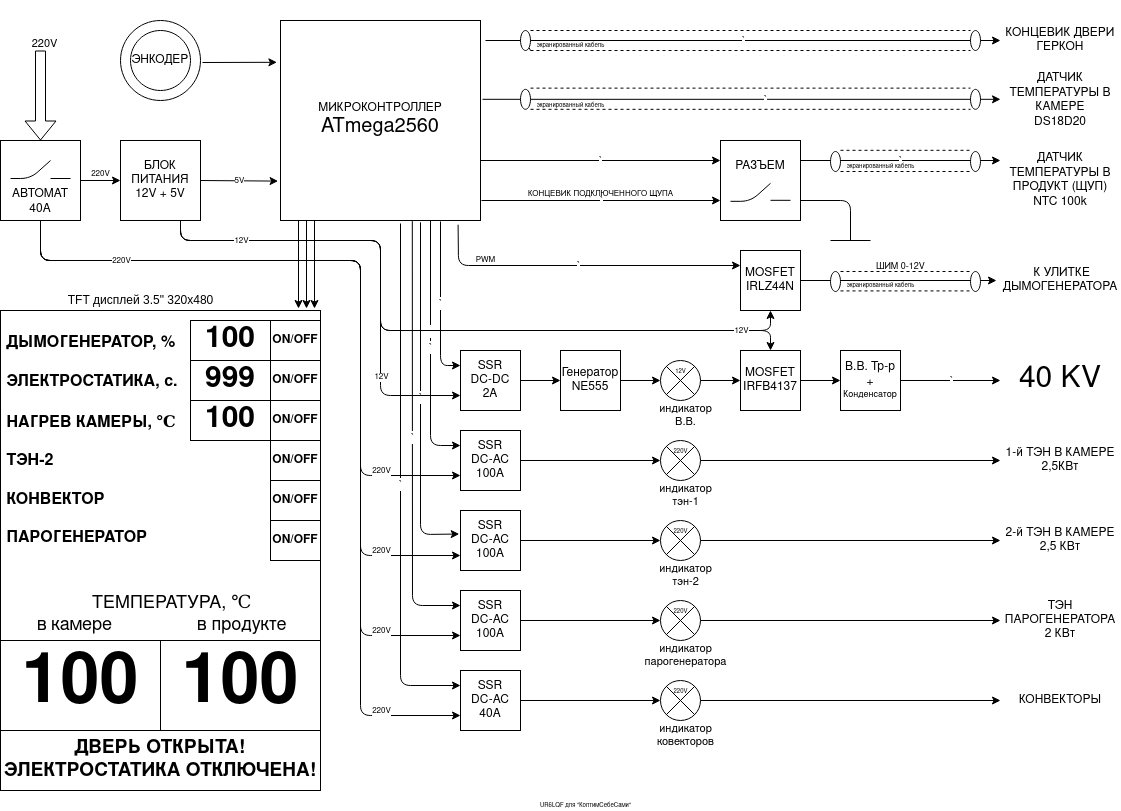 220V
ЭНКОДЕР
МИКРОКОНТРОЛЛЕР
ATmega2560
экранированный кабель
КОНЦЕВИК ДВЕРИ
ГЕРКОН
экранированный кабель
ДАТЧИК
ТЕМПЕРАТУРЫ В
КАМЕРЕ
DS18D20
АВТОМАТ
40А
220V
БЛОК
ПИТАНИЯ
12V + 5V
5V
РАЗЪЕМ
экранированный кабель
ДАТЧИК
ТЕМПЕРАТУРЫ В
ПРОДУКТ (ЩУП)
NTC 100k
КОНЦЕВИК ПОДКЛЮЧЕННОГО ЩУПА
12V
220V
PWM
MOSFET
IRLZ44N
ШИМ 0-12V
экранированный кабель
К УЛИТКЕ
ДЫМОГЕНЕРАТОРА
12V
12V
SSR
DC-DC
2A
Генератор
NE555
12V
индикатор
В.В.
MOSFET
IRFB4137
В.В. Тр-р
+
Конденсатор
40 KV
220V
SSR
DC-AC
100A
220V
индикатор
тэн-1
1-й ТЭН В КАМЕРЕ
2,5КВт
220V
SSR
DC-AC
100A
220V
индикатор
тэн-2
2-й ТЭН В КАМЕРЕ
2,5 КВт
220V
SSR
DC-AC
100A
220V
индикатор
парогенератора
ТЭН
ПАРОГЕНЕРАТОРА
2 КВт
220V
SSR
DC-AC
40A
220V
индикатор
ковекторов
КОНВЕКТОРЫ
TFT дисплей 3.5" 320x480
ДЫМОГЕНЕРАТОР, % 100 ON/OFF
ЭЛЕКТРОСТАТИКА, с. 999 ON/OFF
НАГРЕВ КАМЕРЫ, ℃ 100 ON/OFF
ТЭН-2 ON/OFF
КОНВЕКТОР ON/OFF
ПАРОГЕНЕРАТОР ON/OFF
ТЕМПЕРАТУРА, ℃
в камере в продукте
100 100
ДВЕРЬ ОТКРЫТА!
ЭЛЕКТРОСТАТИКА ОТКЛЮЧЕНА!
UR6LQF для "КоптимСебеСами"